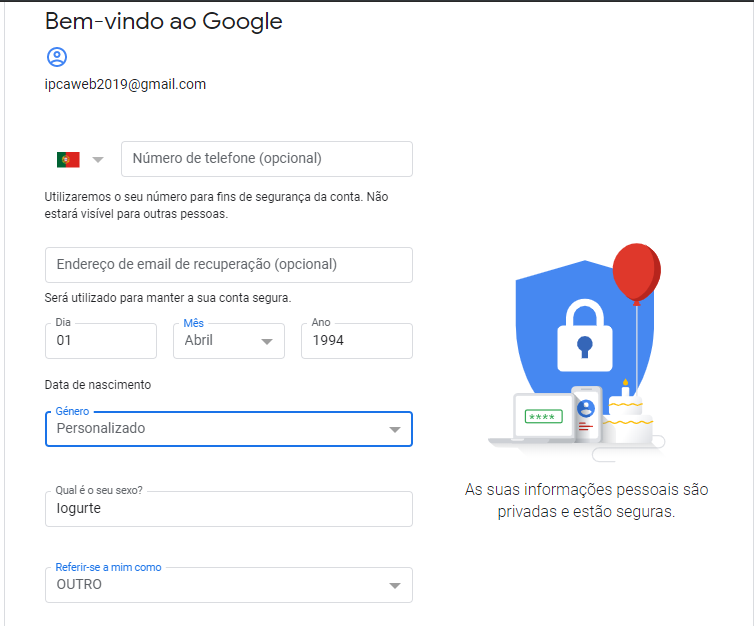 Bem-vindo ao Google
ipcaweb2019@gmail.com
Número de telefone (opcional)
Utilizaremos o seu número para fins de segurança da conta. Não
estará visível para outras pessoas.
Endereço de email de recuperação (opcional)
Será utilizado para manter a sua conta segura.
Dia
01
Mês
Abril
Ano
1994
Data de nascimento
Género
Personalizado
Qual é o seu sexo?
Iogurte
Referir-se a mim como
OUTRO
****
As suas informações pessoais são
privadas e estão seguras.